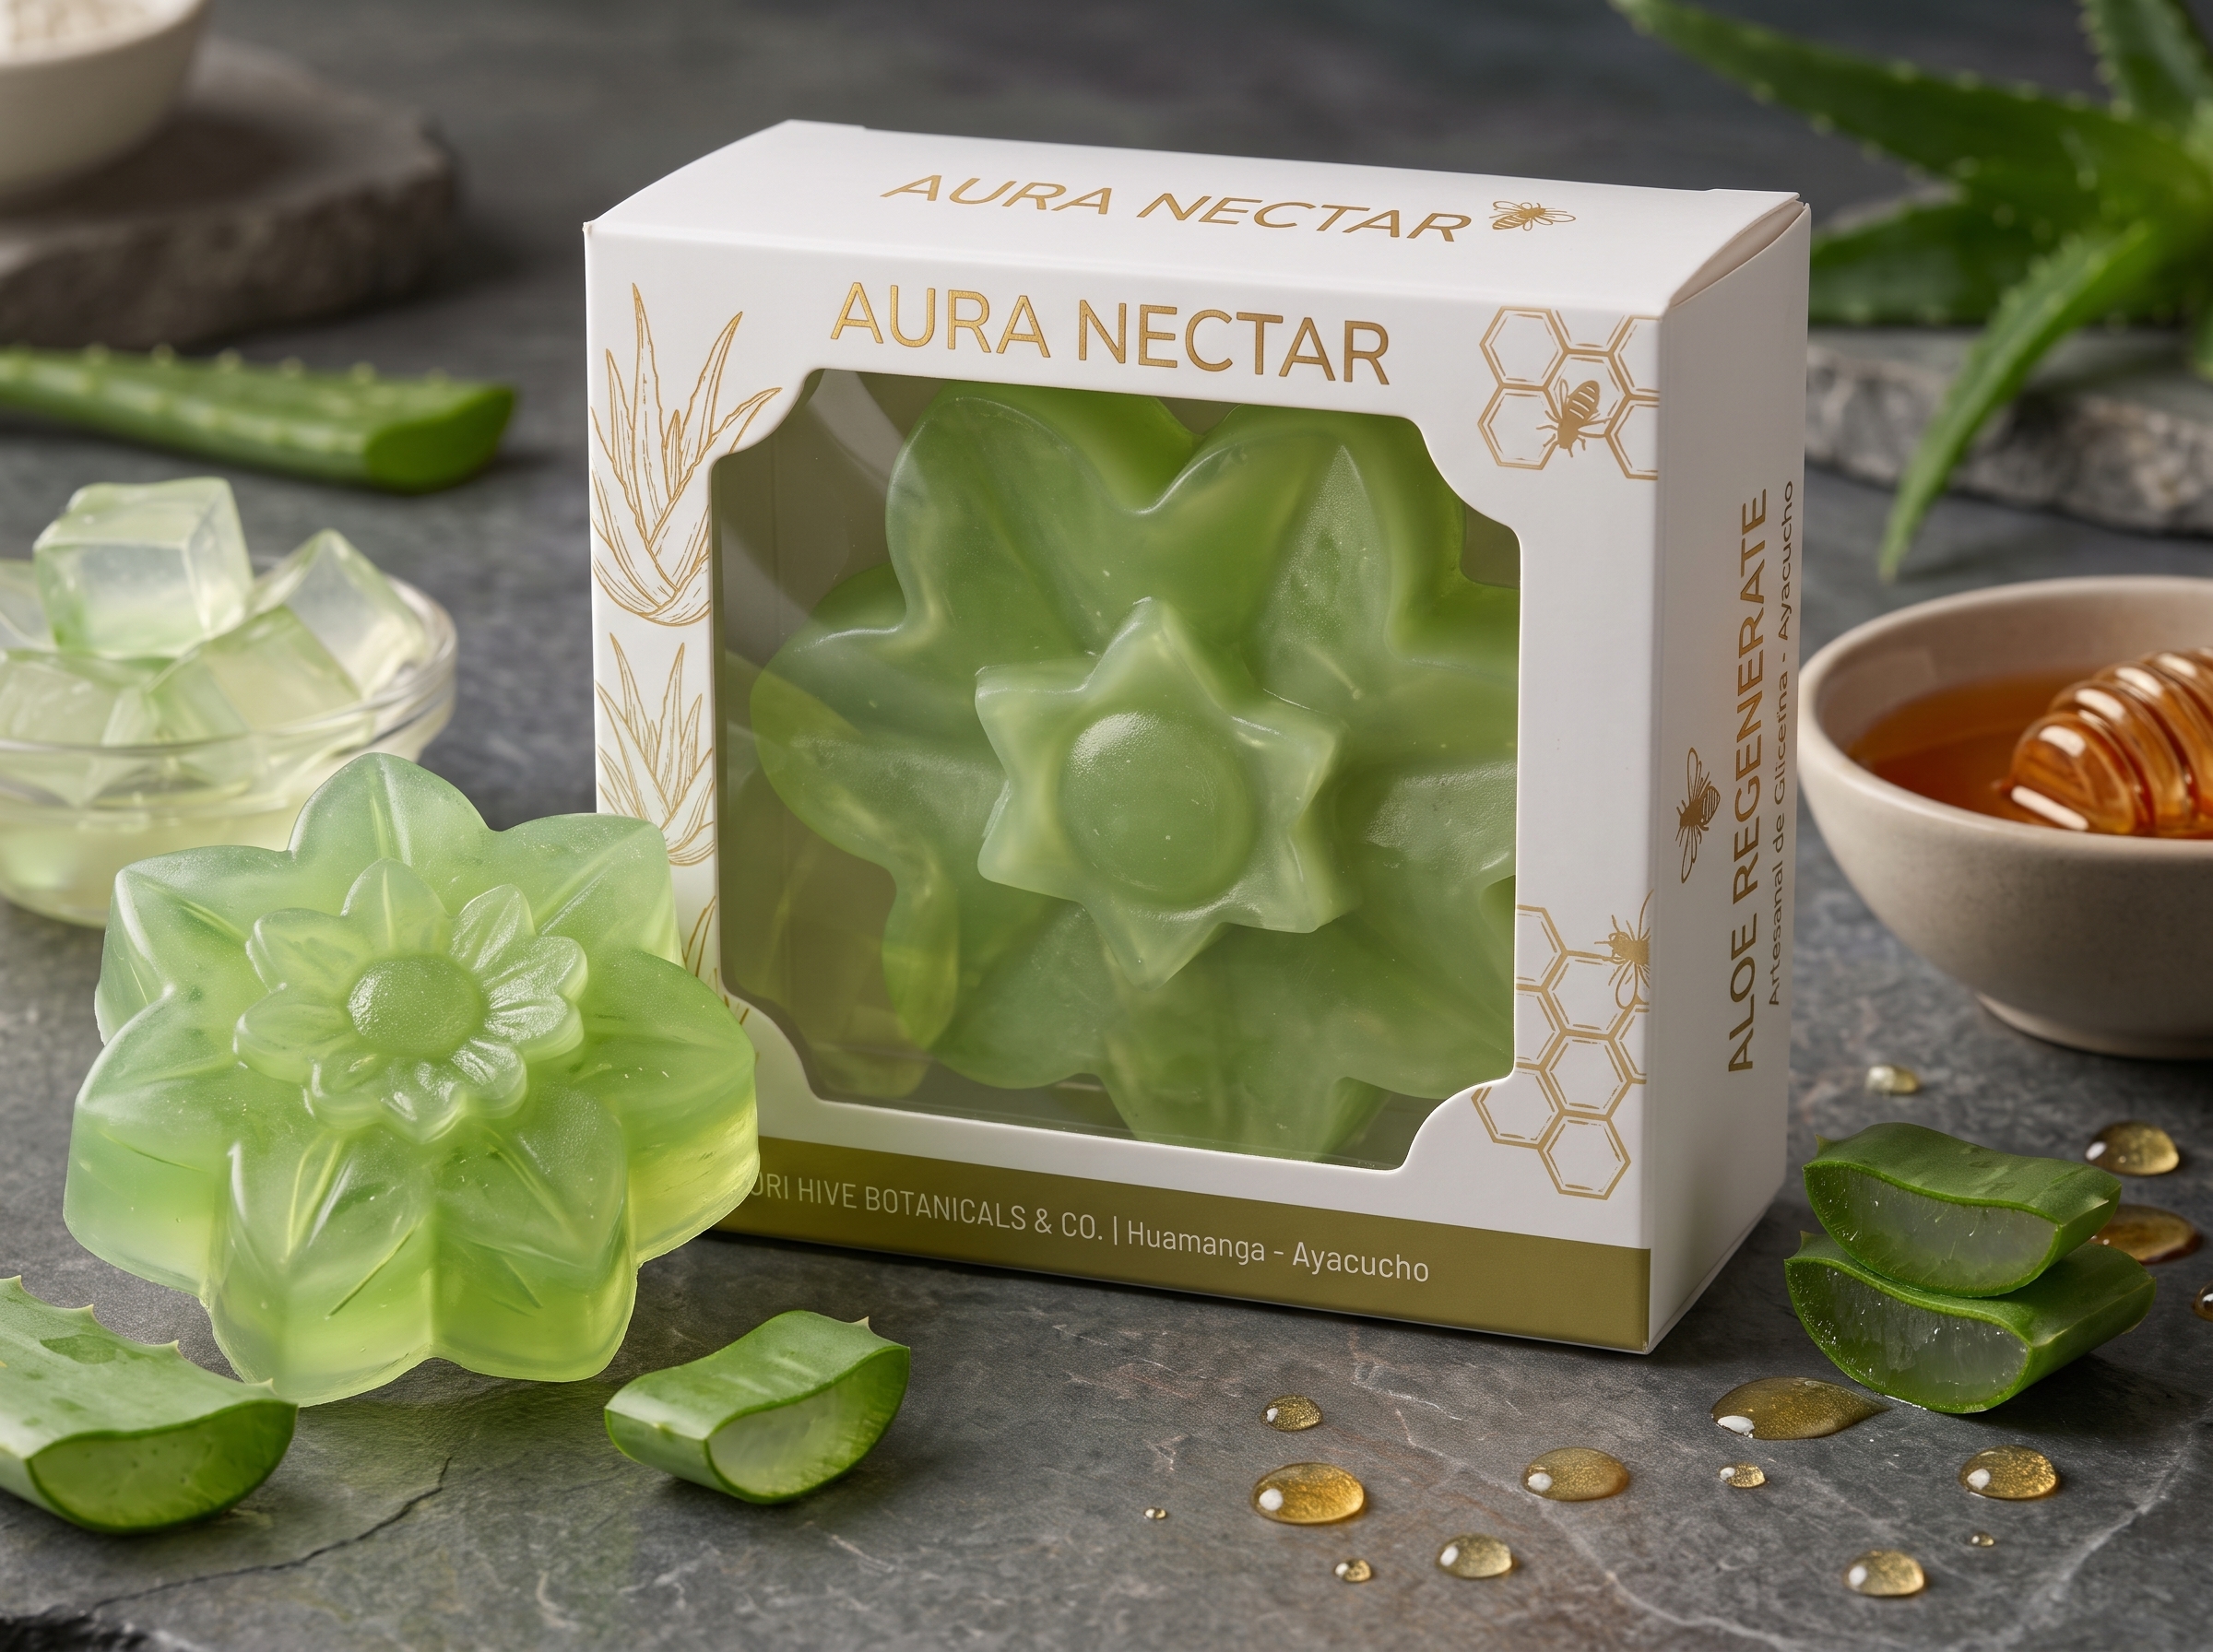 AURA NECTAR
AURA NECTAR
HIVE BOTANICALS & CO. | Huamanga - Ayacucho
ALOE REGENERATE
Artesanal de Glicerina - Ayacucho